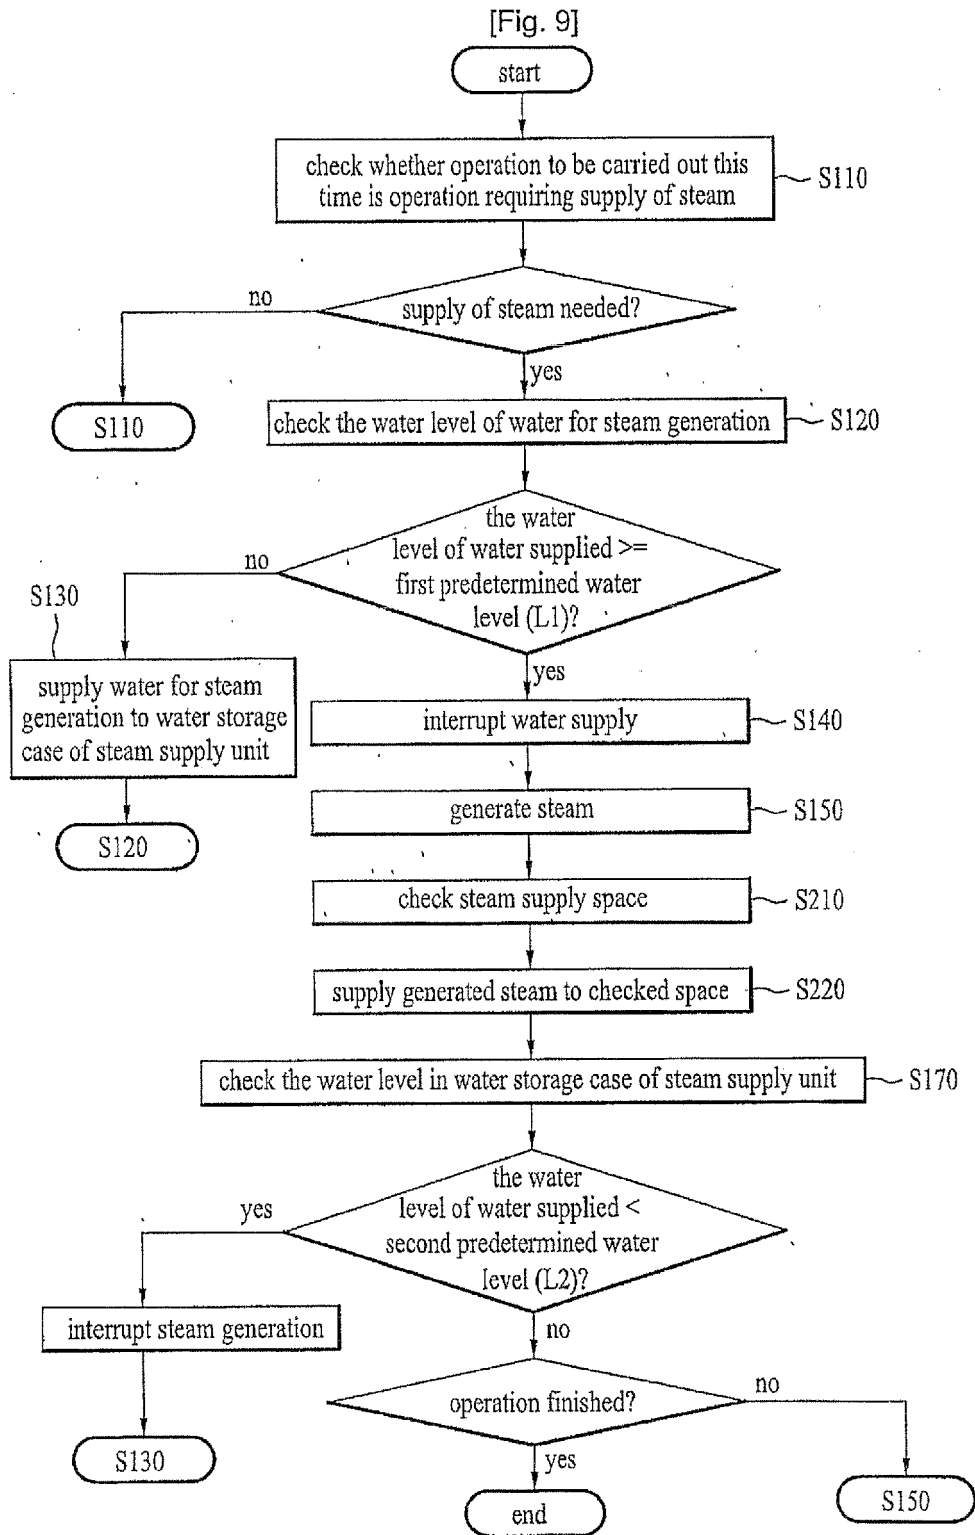 [Fig. 9]
start
check whether operation to be carried out this
time is operation requiring supply of steam
S110
no
supply of steam needed?
yes
S110
check the water level of water for steam generation
S120
the water
level of water supplied >=
first predetermined water
level (L1)?
no
S130
yes
supply water for steam
generation to water storage
case of steam supply unit
interrupt water supply
S140
generate steam
S150
S120
check steam supply space
S210
supply generated steam to checked space
S220
check the water level in water storage case of steam supply unit
S170
the water
level of water supplied <
second predetermined water
level (L2)?
yes
interrupt steam generation
no
operation finished?
no
S130
yes
end
S150